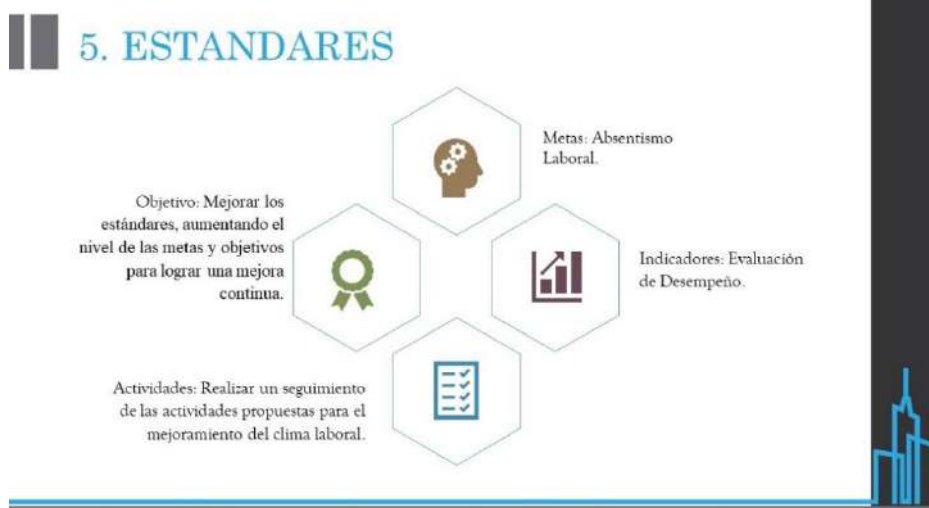 5. ESTANDARES
Metas: Absentismo
Laboral.
Objetivo: Mejorar los
estándares, aumentando el
nivel de las metas y objetivos
para lograr una mejora
continua.
Indicadores: Evaluación
de Desempeño.
Actividades: Realizar un seguimiento
de las actividades propuestas para el
mejoramiento del clima laboral.